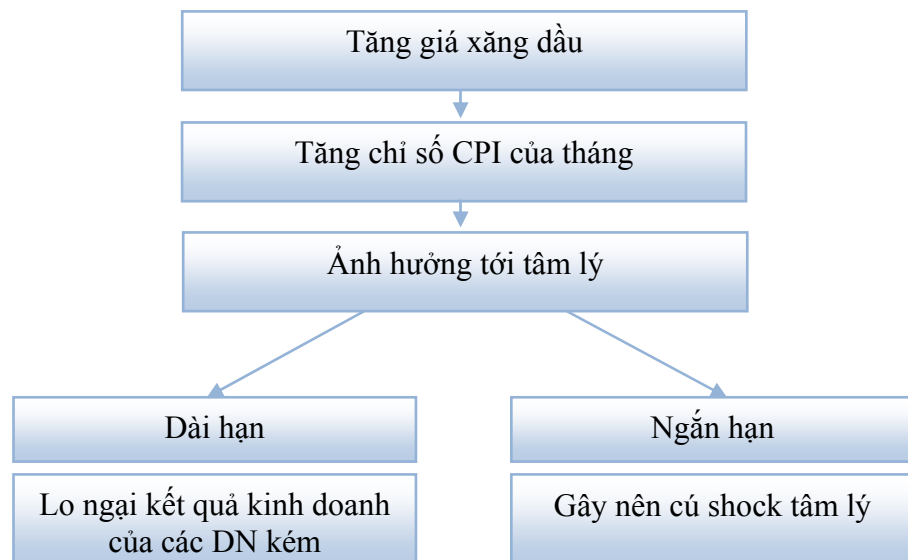 Tăng giá xăng dầu
Tăng chỉ số CPI của tháng
Ảnh hưởng tới tâm lý
Dài hạn
Ngắn hạn
Lo ngại kết quả kinh doanh
của các DN kém
Gây nên cú shock tâm lý